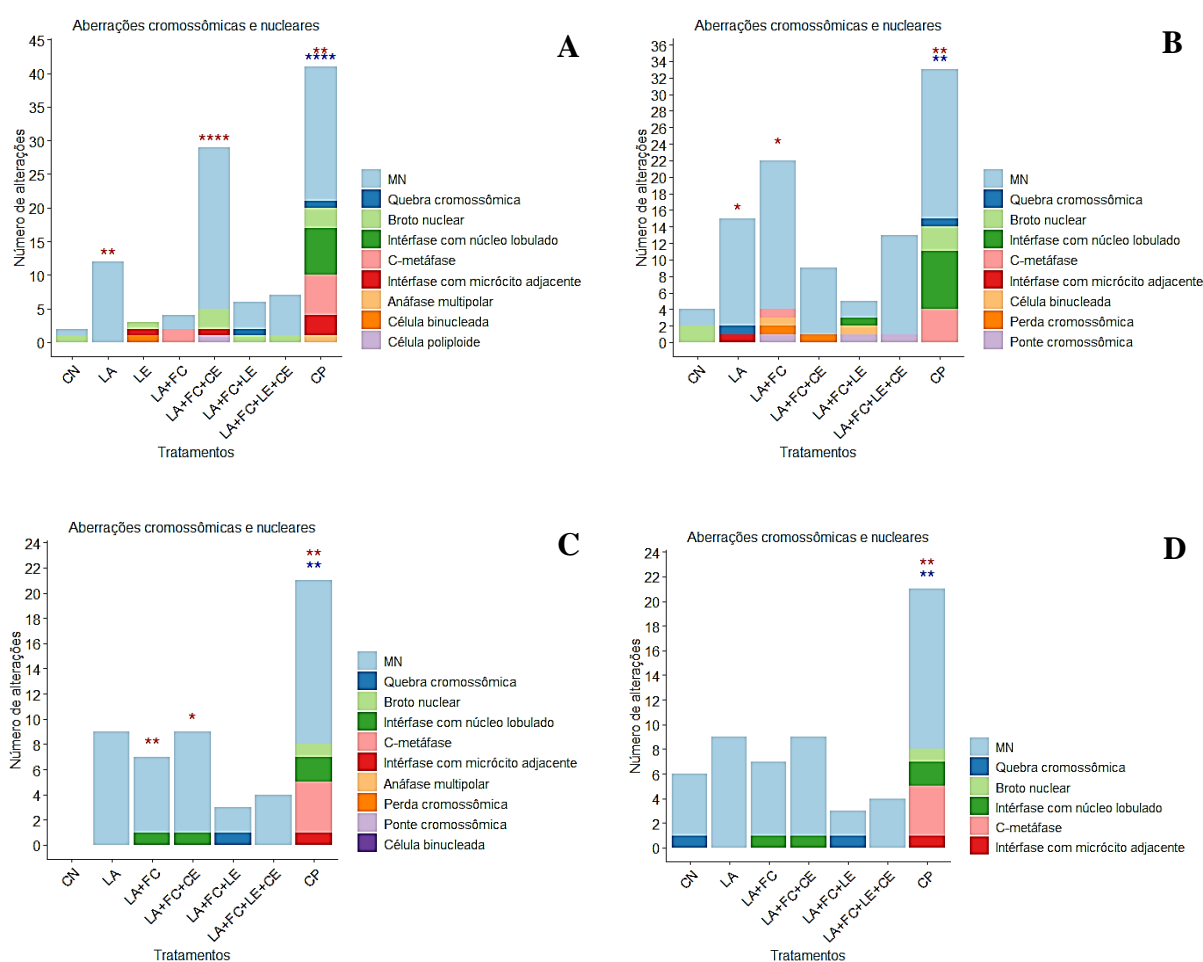 Aberrações cromossômicas e nucleares
A
Número de alterações
45
40
35
30
25
20
15
10
5
0
**
****
**
****
CN
LA
LE
LA+FC
LA+FC+CE
LA+FC+LE
LA+FC+LE+CE
CP
Tratamentos
MN
Quebra cromossômica
Broto nuclear
Intérfase com núcleo lobulado
C-metáfase
Intérfase com micrócito adjacente
Anáfase multipolar
Célula binucleada
Célula poliploide
Aberrações cromossômicas e nucleares
B
Número de alterações
36
34
32
30
28
26
24
22
20
18
16
14
12
10
8
6
4
2
0
*
*
**
**
CN
LA
LA+FC
LA+FC+CE
LA+FC+LE
LA+FC+LE+CE
CP
Tratamentos
MN
Quebra cromossômica
Broto nuclear
Intérfase com núcleo lobulado
C-metáfase
Intérfase com micrócito adjacente
Célula binucleada
Perda cromossômica
Ponte cromossômica
Aberrações cromossômicas e nucleares
C
Número de alterações
24
22
20
18
16
14
12
10
8
6
4
2
0
**
*
**
**
CN
LA
LA+FC
LA+FC+CE
LA+FC+LE
LA+FC+LE+CE
CP
Tratamentos
MN
Quebra cromossômica
Broto nuclear
Intérfase com núcleo lobulado
C-metáfase
Intérfase com micrócito adjacente
Anáfase multipolar
Perda cromossômica
Ponte cromossômica
Célula binucleada
Aberrações cromossômicas e nucleares
D
Número de alterações
24
22
20
18
16
14
12
10
8
6
4
2
0
**
**
CN
LA
LA+FC
LA+FC+CE
LA+FC+LE
LA+FC+LE+CE
CP
Tratamentos
MN
Quebra cromossômica
Broto nuclear
Intérfase com núcleo lobulado
C-metáfase
Intérfase com micrócito adjacente